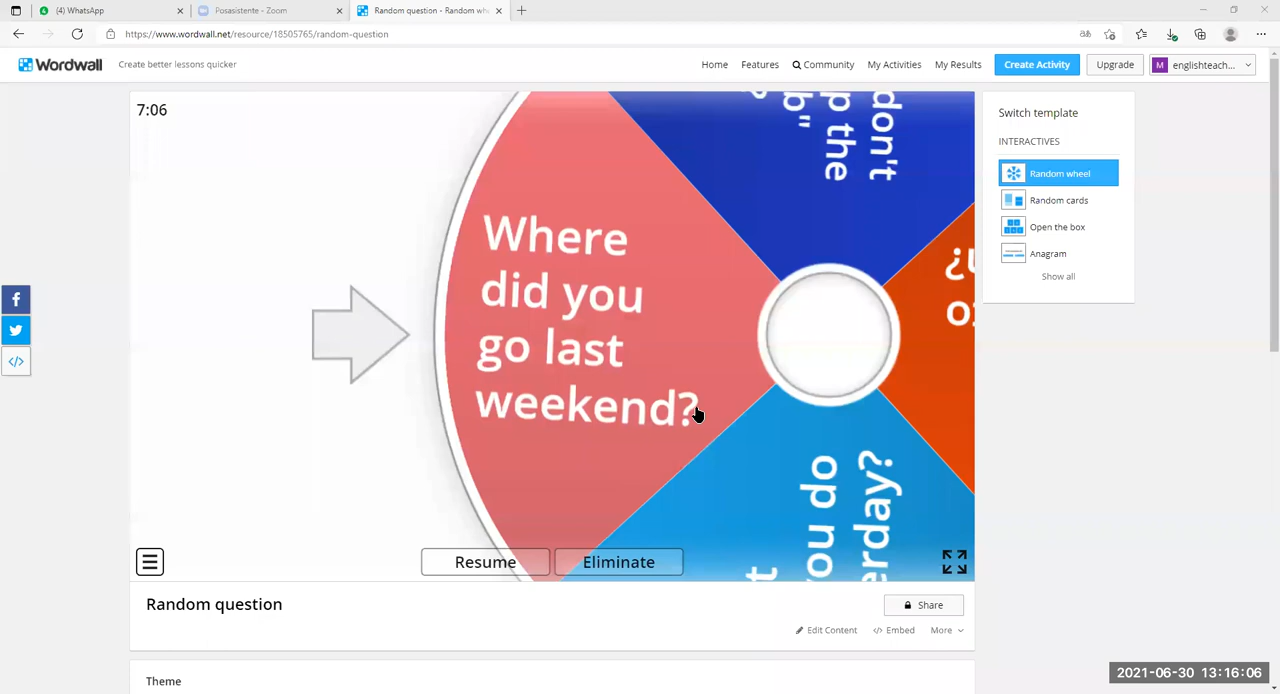 (4) WhatsApp
Posasistente - Zoom
Random question - Random whe
https://www.wordwall.net/resource/18505765/random-question
Wordwall
Create better lessons quicker
Home
Features
Community
My Activities
My Results
Create Activity
Upgrade
M
englishteach...
7:06
Where
did you
go last
weekend?
b"
p the
don't
you do
erday?
Resume
Eliminate
Switch template
INTERACTIVES
Random wheel
Random cards
Open the box
Anagram
Show all
Random question
Share
Edit Content
</> Embed
More
Theme
2021-06-30 13:16:06